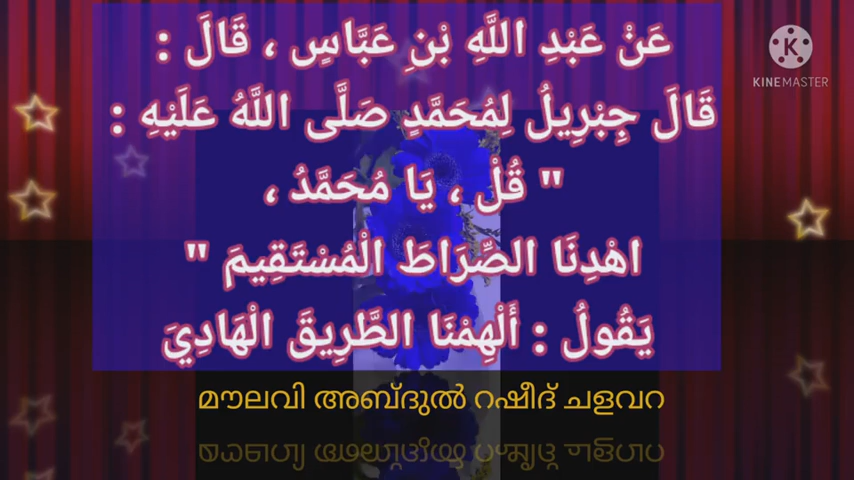 عَنْ عَبْدِ اللَّهِ بْنِ عَبَّاسٍ ، قَالَ :
قَالَ جِبْرِيلُ لِمُحَمَّدٍ صَلَّى اللَّهُ عَلَيْهِ :
" قُلْ ، يَا مُحَمَّدُ ،
اهْدِنَا الصِّرَاطَ الْمُسْتَقِيمَ "
يَقُولُ : أَلْهِمْنَا الطَّرِيقَ الْهَادِيَ
മൗലവി അബ്ദുൽ റഷീദ് ചളവറ
KINEMASTER